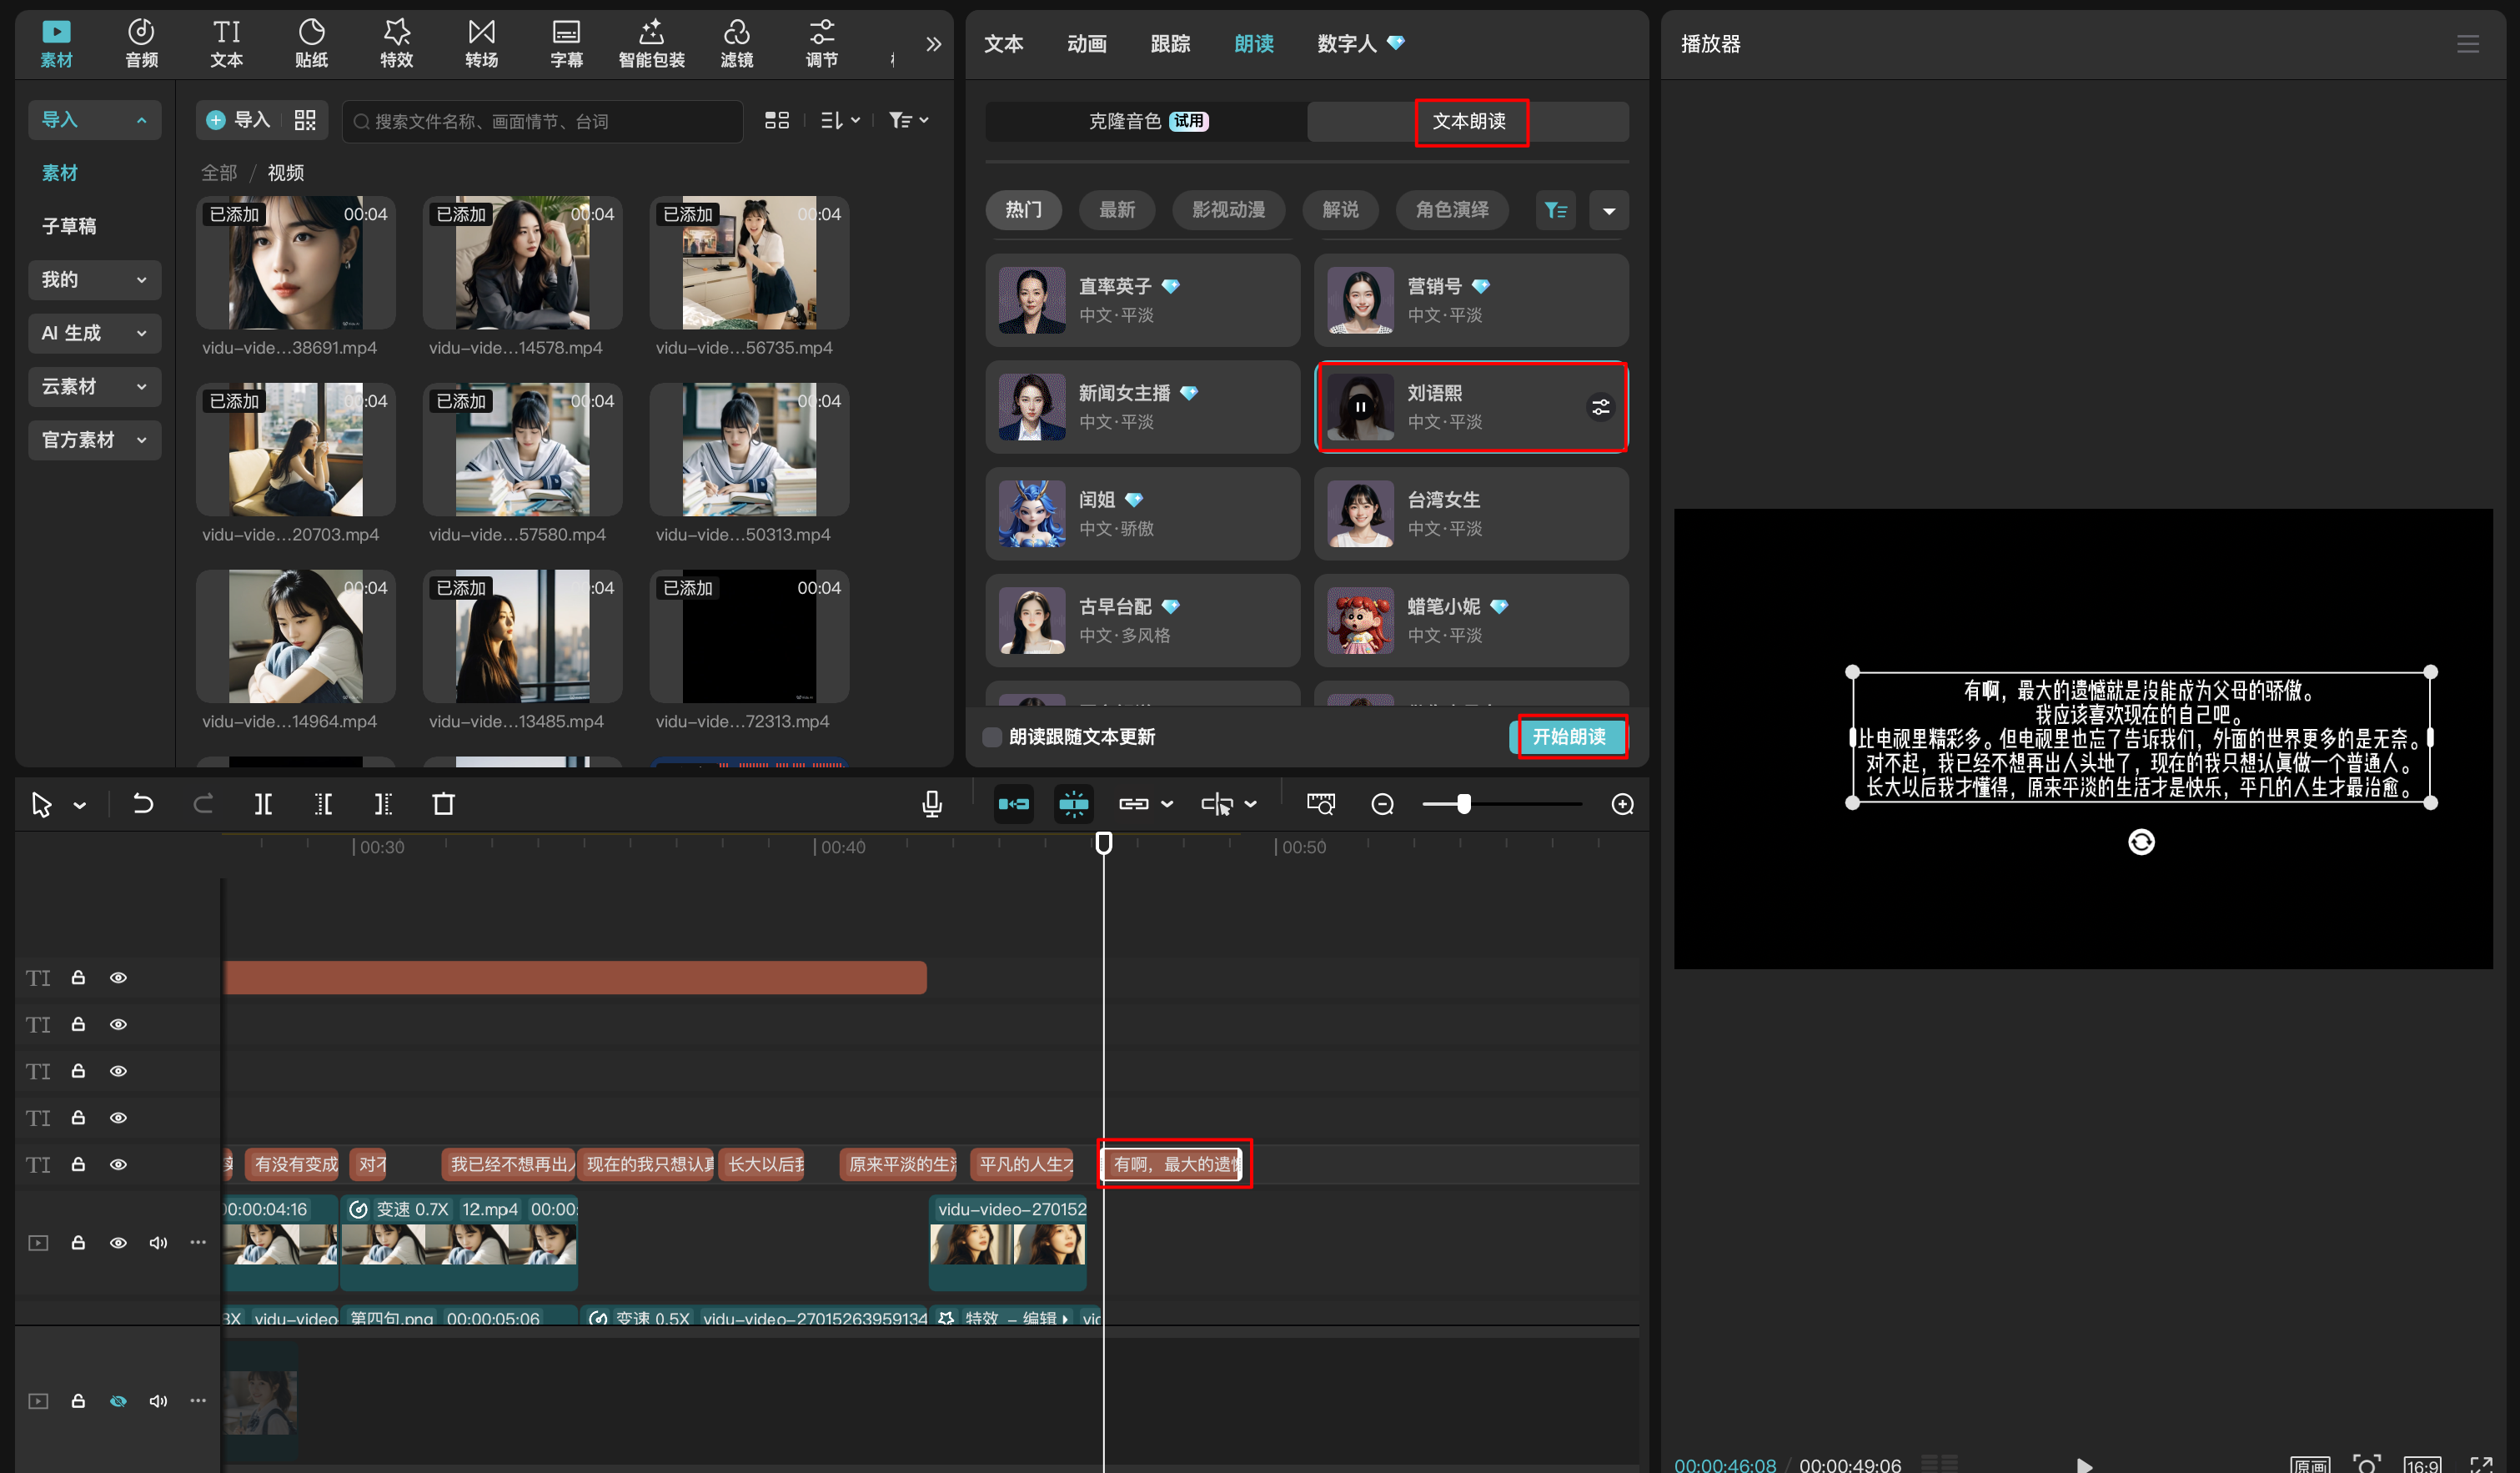 素材
音频
文本
贴纸
特效
转场
字幕
智能包装
滤镜
调节
导入
素材
子草稿
我的
AI 生成
云素材
官方素材
导入
搜索文件名称、画面情节、台词
全部 / 视频
已添加 00:04
已添加 00:04
已添加 00:04
vidu-vide...38691.mp4
vidu-vide...14578.mp4
vidu-vide...56735.mp4
已添加 00:04
已添加 00:04
00:04
vidu-vide...20703.mp4
vidu-vide...57580.mp4
vidu-vide...50313.mp4
00:04
已添加 :04
已添加 00:04
vidu-vide...14964.mp4
vidu-vide...13485.mp4
vidu-vide...72313.mp4
文本 动画 跟踪 朗读 数字人
克隆音色 试用
文本朗读
热门 最新 影视动漫 解说 角色演绎
直率英子
中文·平淡
营销号
中文·平淡
新闻女主播
中文·平淡
刘语熙
中文·平淡
闰姐
中文·骄傲
台湾女生
中文·平淡
古早台配
中文·多风格
蜡笔小妮
中文·平淡
朗读跟随文本更新
开始朗读
播放器
有啊，最大的遗憾就是没能成为父母的骄傲。
我应该喜欢现在的自己吧。
比电视里精彩多。但电视里也忘了告诉我们，外面的世界更多的是无奈。
对不起，我已经不想再出人头地了，现在的我只想认真做一个普通人。
长大以后我才懂得，原来平淡的生活才是快乐，平凡的人生才最治愈。
00:00:46:08 / 00:00:49:06
原画
16:9
00:30
00:40
00:50
TI
TI
TI
TI
TI
有没有变成
对不
我已经不想再出人
现在的我只想认真
长大以后我
原来平淡的生活
平凡的人生才
有啊，最大的遗憾
00:00:04:16
变速 0.7X 12.mp4 00:00:
vidu-video-270152
3X vidu-video
第四句.png 00:00:05:06
变速 0.5X vidu-video-27015263959134
特效 - 编辑